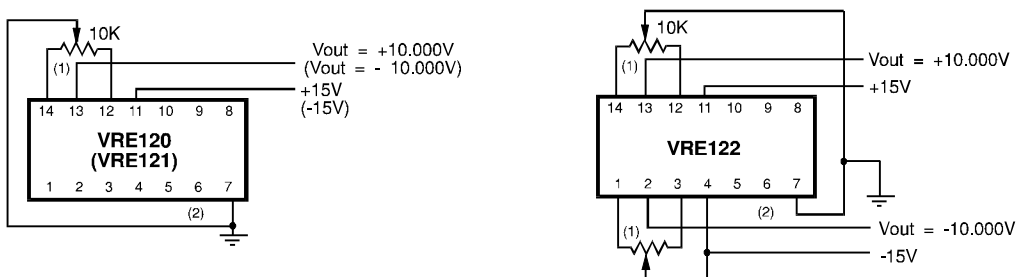 10K
(1)
Vout = +10.000V
(Vout = - 10.000V)
+15V
(-15V)
14 13 12 11 10 9 8
VRE120
(VRE121)
1 2 3 4 5 6 7
(2)
10K
(1)
Vout = +10.000V
+15V
14 13 12 11 10 9 8
VRE122
1 2 3 4 5 6 7
(2)
(1)
Vout = -10.000V
-15V